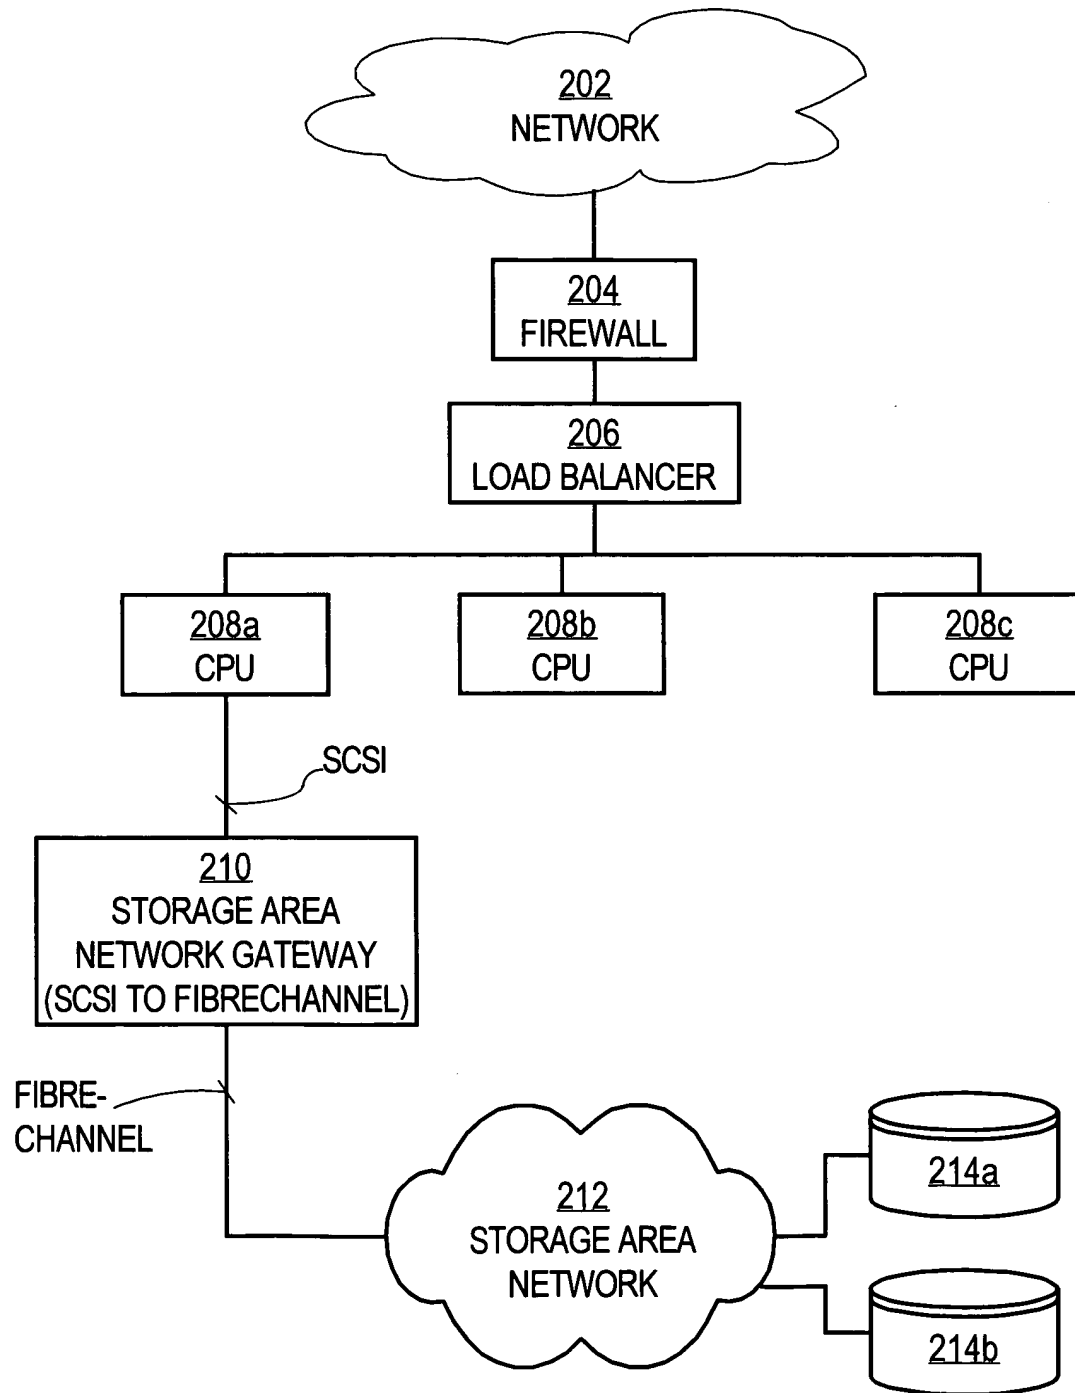 202
NETWORK
204
FIREWALL
206
LOAD BALANCER
208a
CPU
208b
CPU
208c
CPU
SCSI
210
STORAGE AREA
NETWORK GATEWAY
(SCSI TO FIBRECHANNEL)
FIBRE-
CHANNEL
212
STORAGE AREA
NETWORK
214a
214b